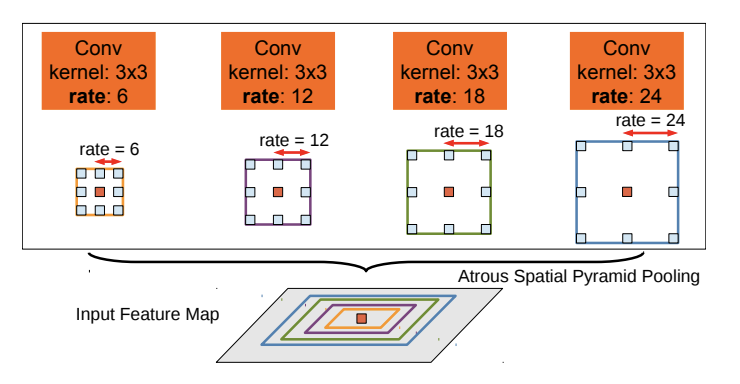 Conv
kernel: 3x3
rate: 6
Conv
kernel: 3x3
rate: 12
Conv
kernel: 3x3
rate: 18
Conv
kernel: 3x3
rate: 24
rate = 6
rate = 12
rate = 18
rate = 24
Atrous Spatial Pyramid Pooling
Input Feature Map